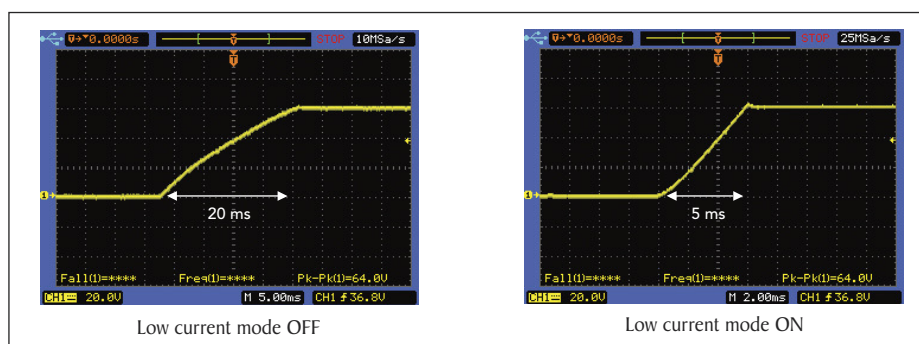 0.0000s STOP 10MSa/s
T
1
20 ms
Fall(1)=**** Freq(1)=**** Pk-Pk(1)=64.0V
CH1 20.0V M 5.00ms CH1 36.8V
Low current mode OFF
0.0000s STOP 25MSa/s
T
1
5 ms
Fall(1)=**** Freq(1)=**** Pk-Pk(1)=64.0V
CH1 20.0V M 2.00ms CH1 36.8V
Low current mode ON